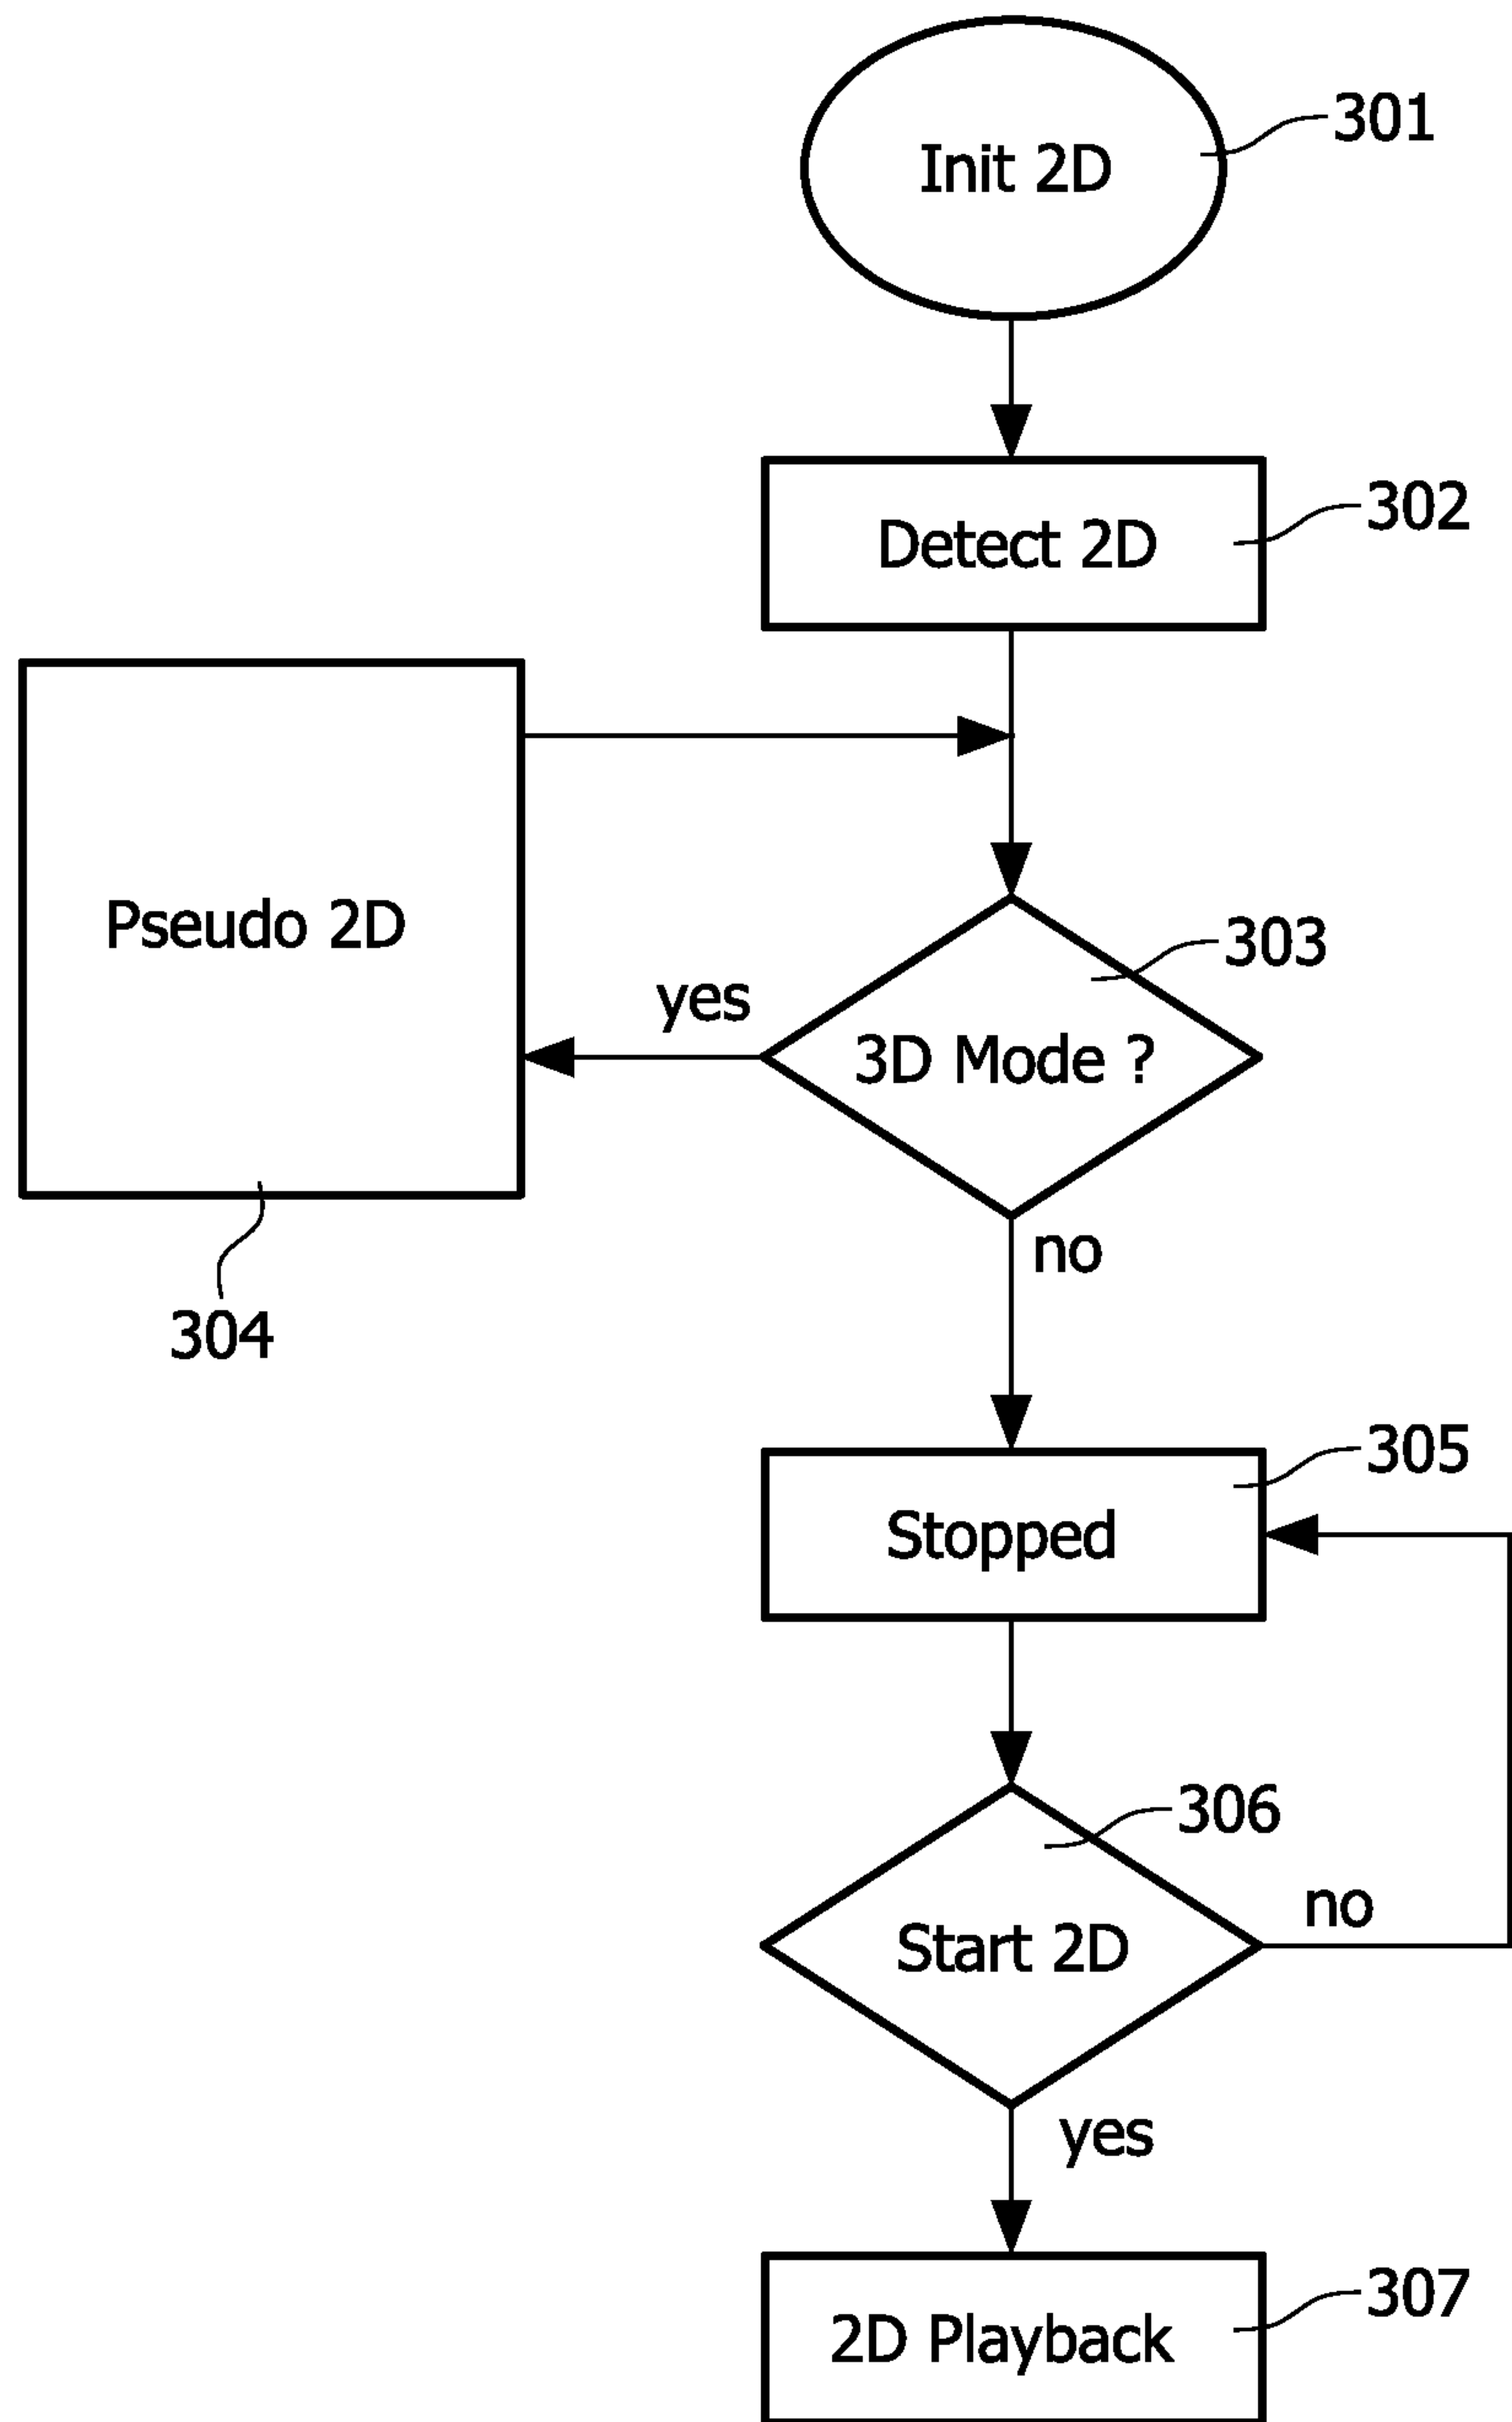 Init 2D
301
Detect 2D
302
Pseudo 2D
303
yes
3D Mode ?
no
304
305
Stopped
306
no
Start 2D
yes
307
2D Playback